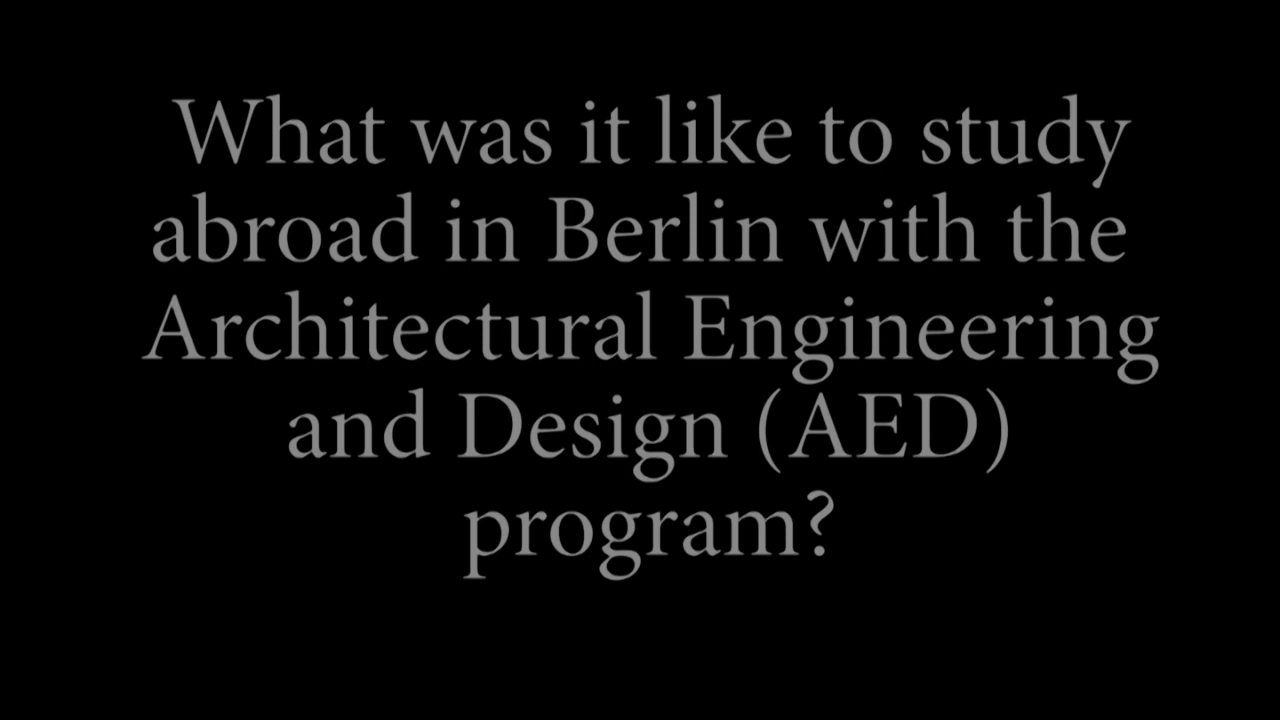 What was it like to study
abroad in Berlin with the
Architectural Engineering
and Design (AED)
program?